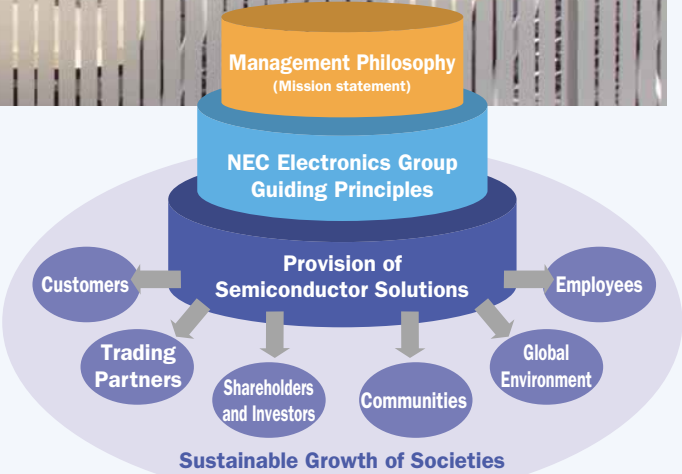 Management Philosophy
(Mission statement)
NEC Electronics Group
Guiding Principles
Provision of
Semiconductor Solutions
Customers
Employees
Trading
Partners
Shareholders
and Investors
Communities
Global
Environment
Sustainable Growth of Societies